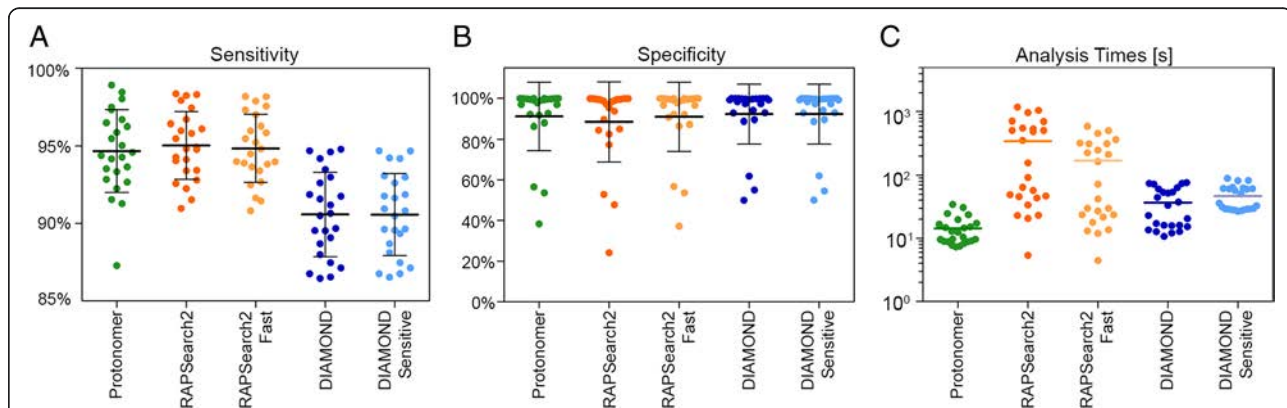 A
Sensitivity
100%
95%
90%
85%
Protonomer
RAPSearch2
RAPSearch2
Fast
DIAMOND
DIAMOND
Sensitive
B
Specificity
100%
80%
60%
40%
20%
0%
Protonomer
RAPSearch2
RAPSearch2
Fast
DIAMOND
DIAMOND
Sensitive
C
Analysis Times [s]
10³
10²
10¹
10⁰
Protonomer
RAPSearch2
RAPSearch2
Fast
DIAMOND
DIAMOND
Sensitive